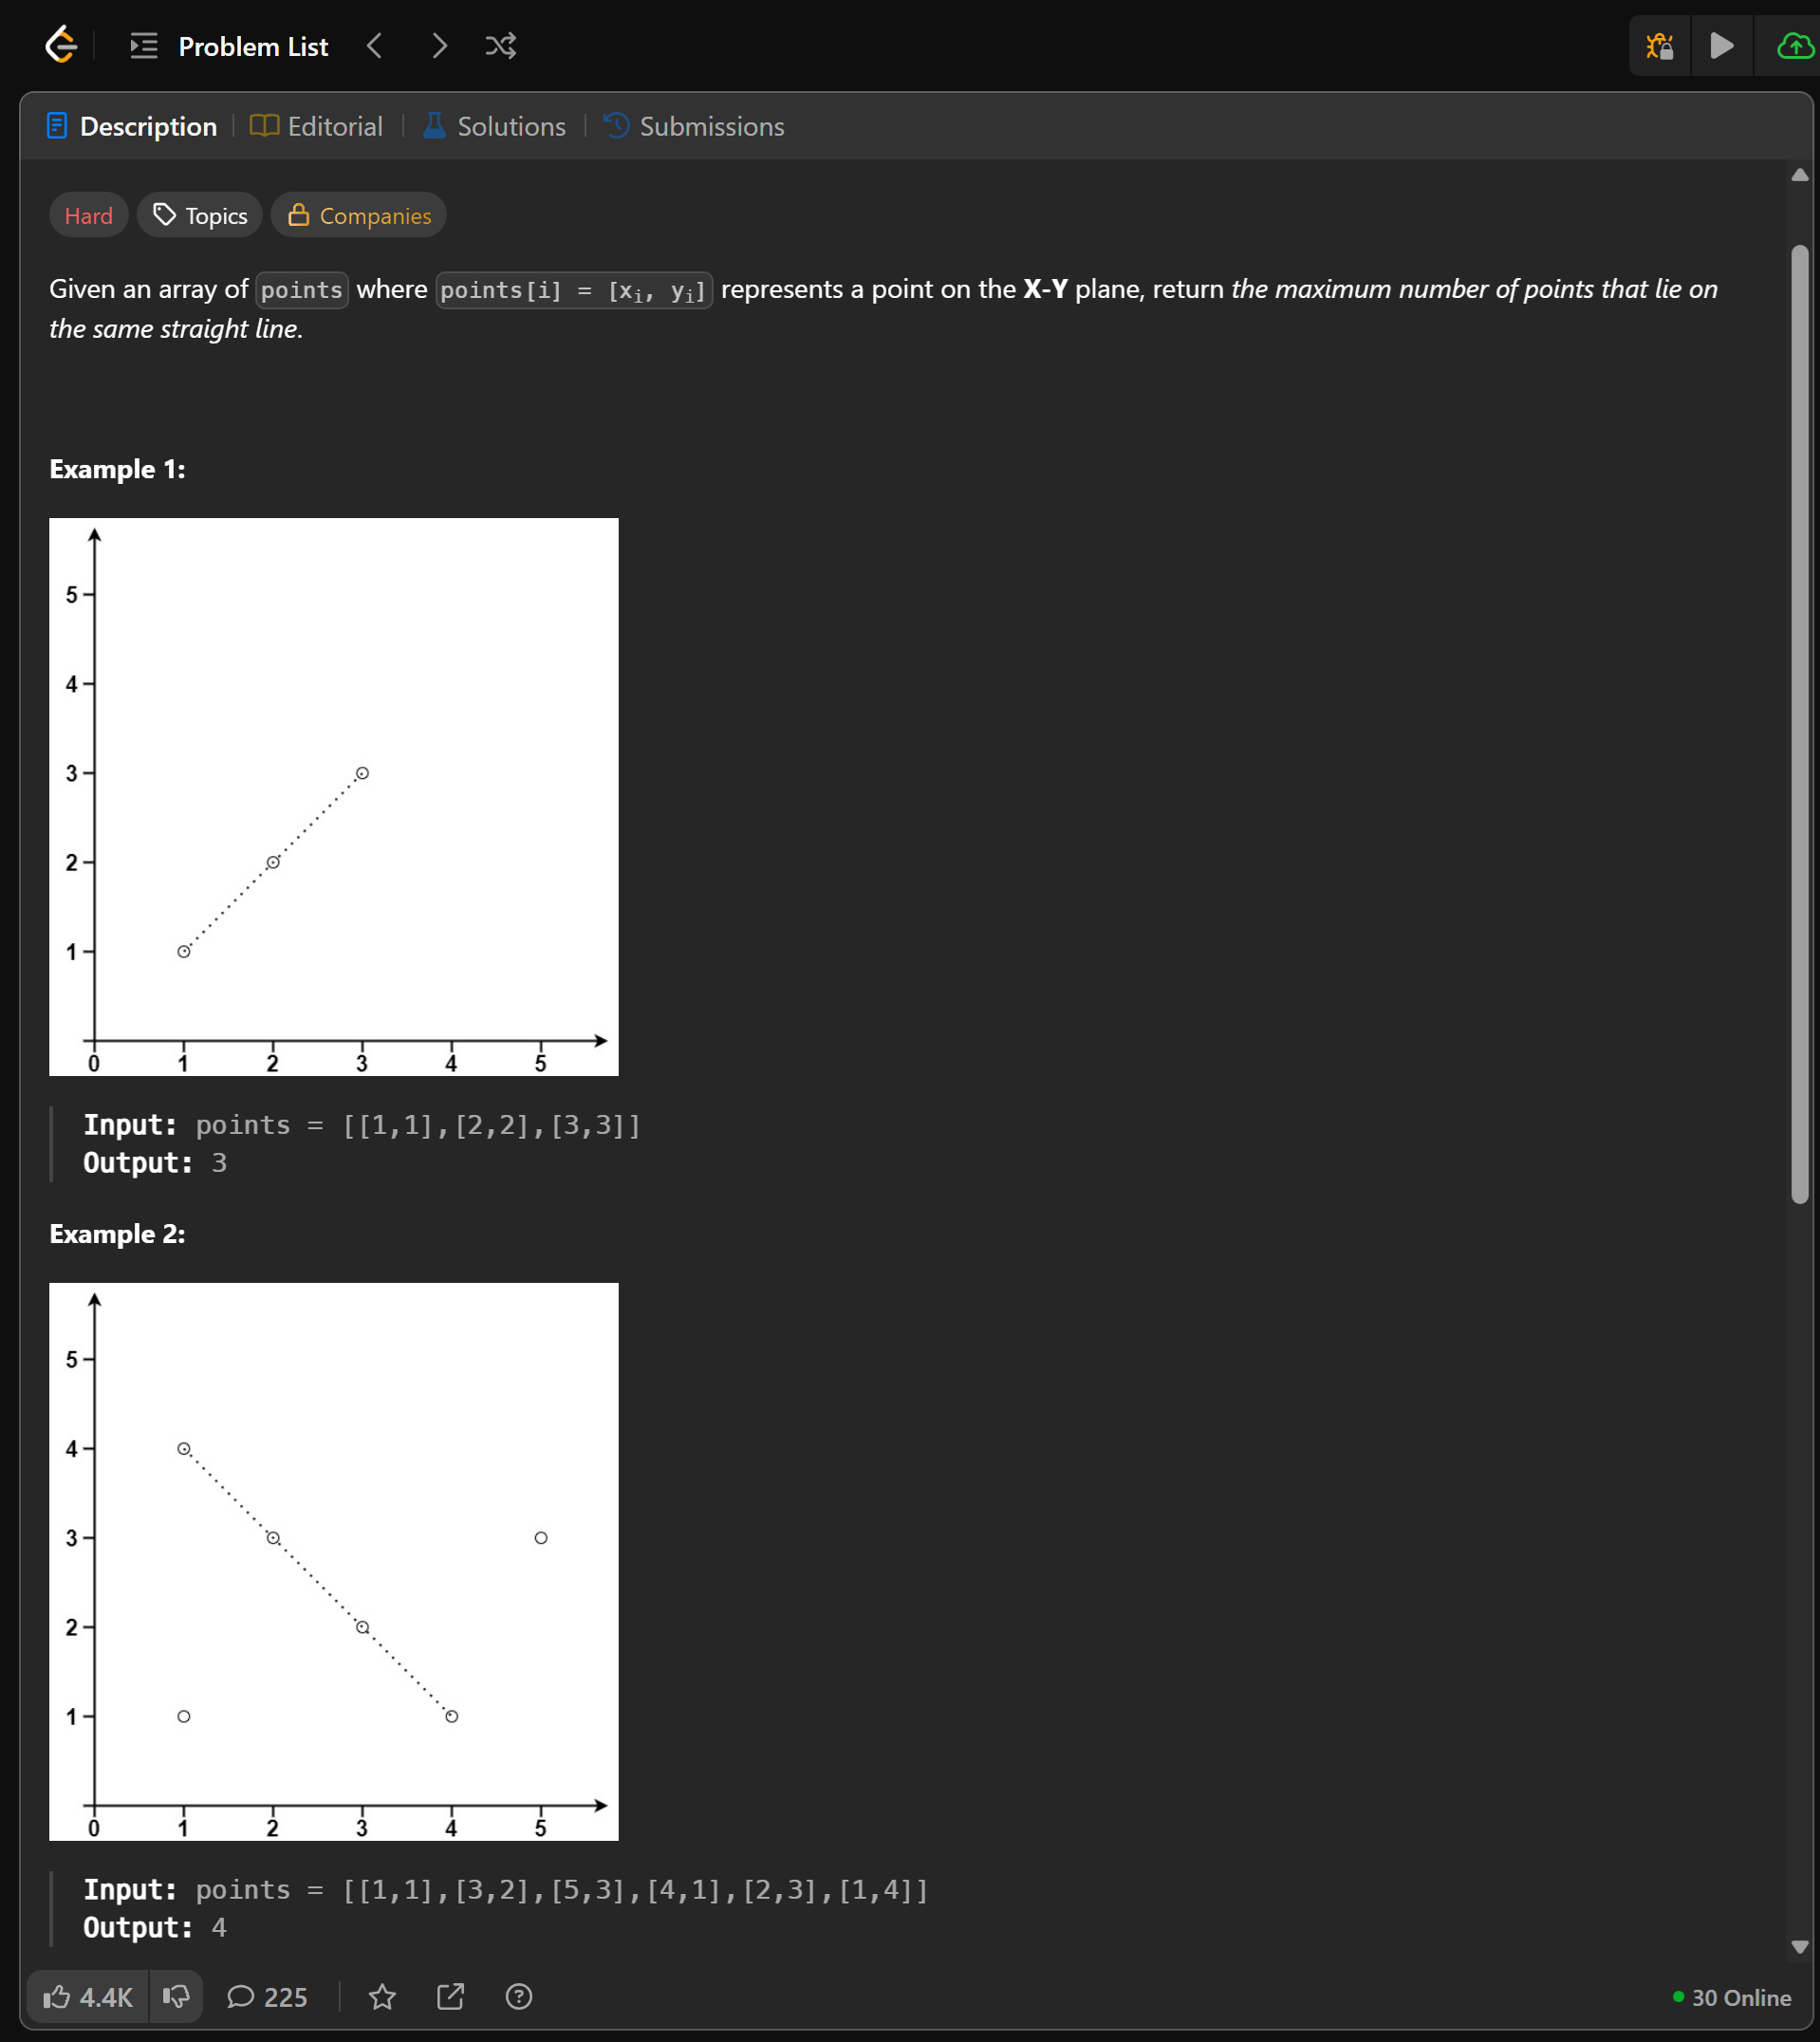 Problem List
Description
Editorial
Solutions
Submissions
Hard
Topics
Companies
Given an array of points where points[i] = [xi, yi] represents a point on the X-Y plane, return the maximum number of points that lie on
the same straight line.
Example 1:
5
4
3
2
1
0 1 2 3 4 5
Input: points = [[1,1],[2,2],[3,3]]
Output: 3
Example 2:
5
4
3
2
1
0 1 2 3 4 5
Input: points = [[1,1],[3,2],[5,3],[4,1],[2,3],[1,4]]
Output: 4
4.4K
225
30 Online